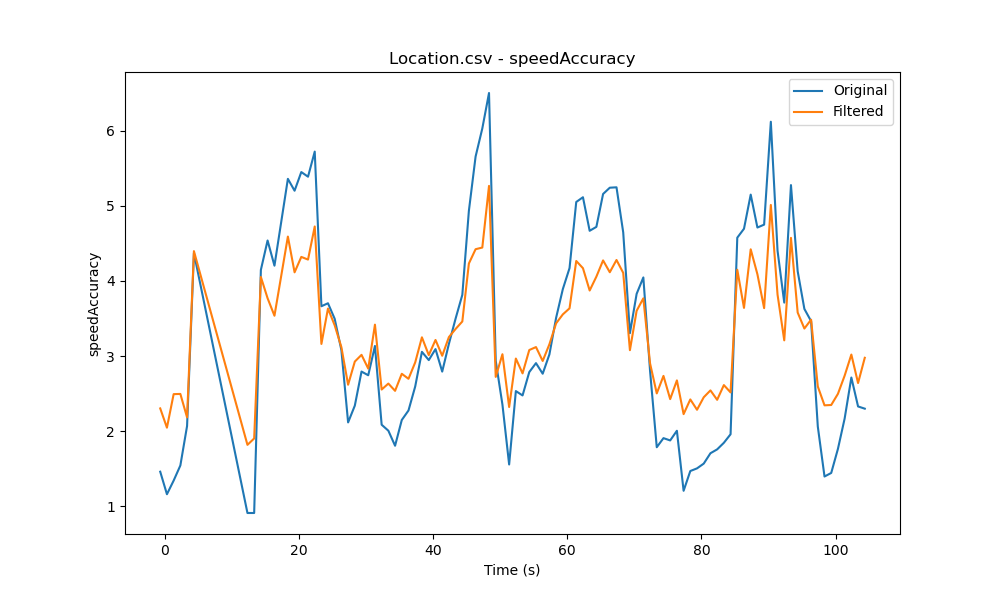 Location.csv - speedAccuracy
Original
Filtered
speedAccuracy
6
5
4
3
2
1
0
20
40
60
80
100
Time (s)